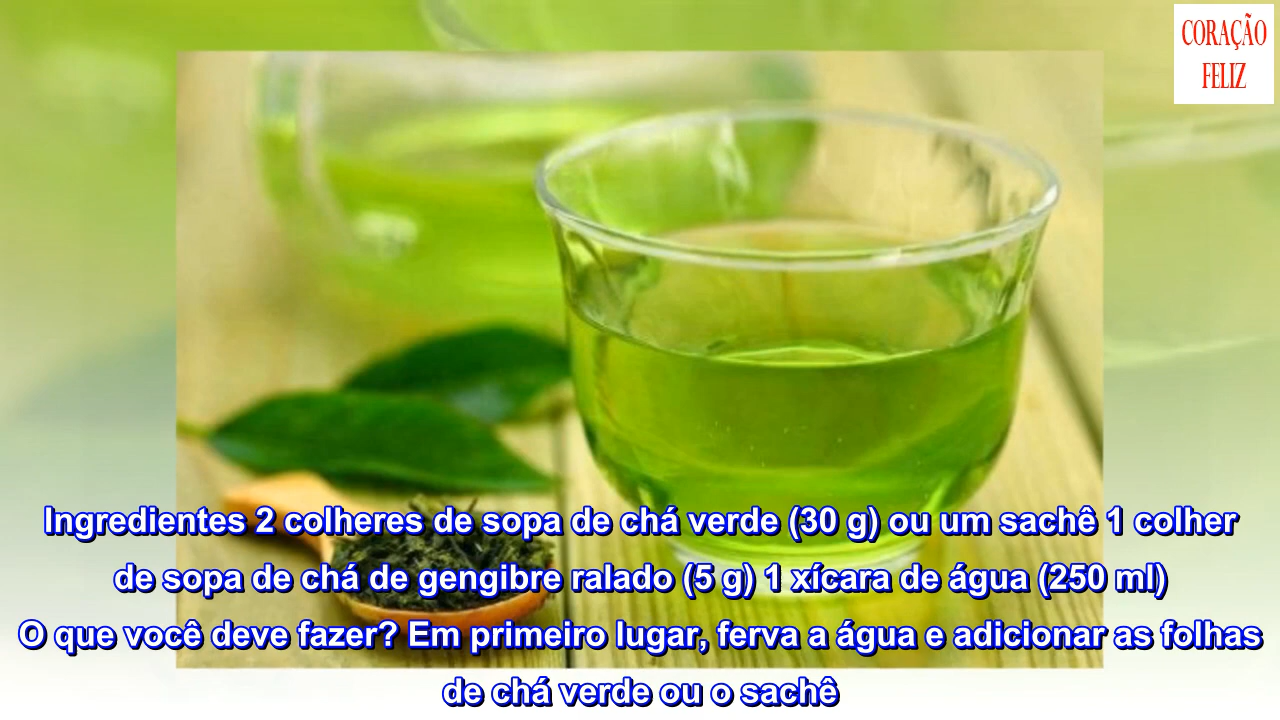 CORAÇÃO
FELIZ
Ingredientes 2 colheres de sopa de chá verde (30 g) ou um sachê 1 colher
de sopa de chá de gengibre ralado (5 g) 1 xícara de água (250 ml)
O que você deve fazer? Em primeiro lugar, ferva a água e adicionar as folhas
de chá verde ou o sachê